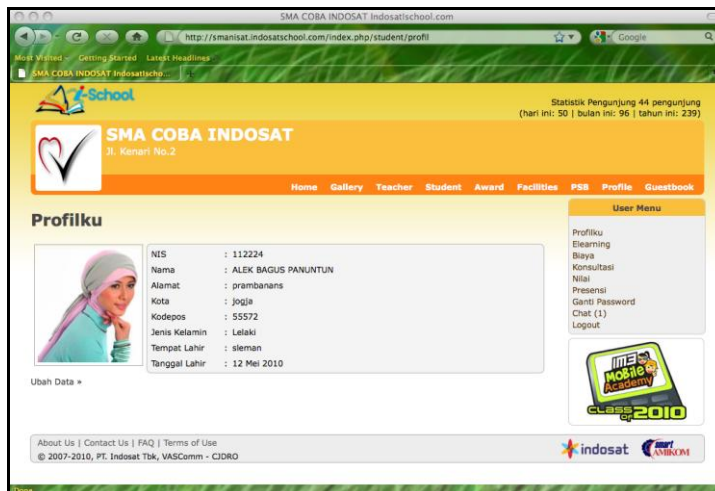 SMA COBA INDOSAT Indosatischool.com
http://smanisat.indosatschool.com/index.php/student/profil
Google
Most Visited Getting Started Latest Headlines
SMA COBA INDOSAT Indosatischo...
i-School
Statistik Pengunjung 44 pengunjung
(hari ini: 50 | bulan ini: 96 | tahun ini: 239)
SMA COBA INDOSAT
Jl. Kenari No.2
Home Gallery Teacher Student Award Facilities PSB Profile Guestbook
Profilku
NIS : 112224
Nama : ALEK BAGUS PANUNTUN
Alamat : prambanans
Kota : jogja
Kodepos : 55572
Jenis Kelamin : Lelaki
Tempat Lahir : sleman
Tanggal Lahir : 12 Mei 2010
Ubah Data »
User Menu
Profilku
Elearning
Biaya
Konsultasi
Nilai
Presensi
Ganti Password
Chat (1)
Logout
im3
Mobile
Academy
CLASS OF 2010
About Us | Contact Us | FAQ | Terms of Use
© 2007-2010, PT. Indosat Tbk, VASComm - CJDRO
indosat
smart
AMIKOM
Done